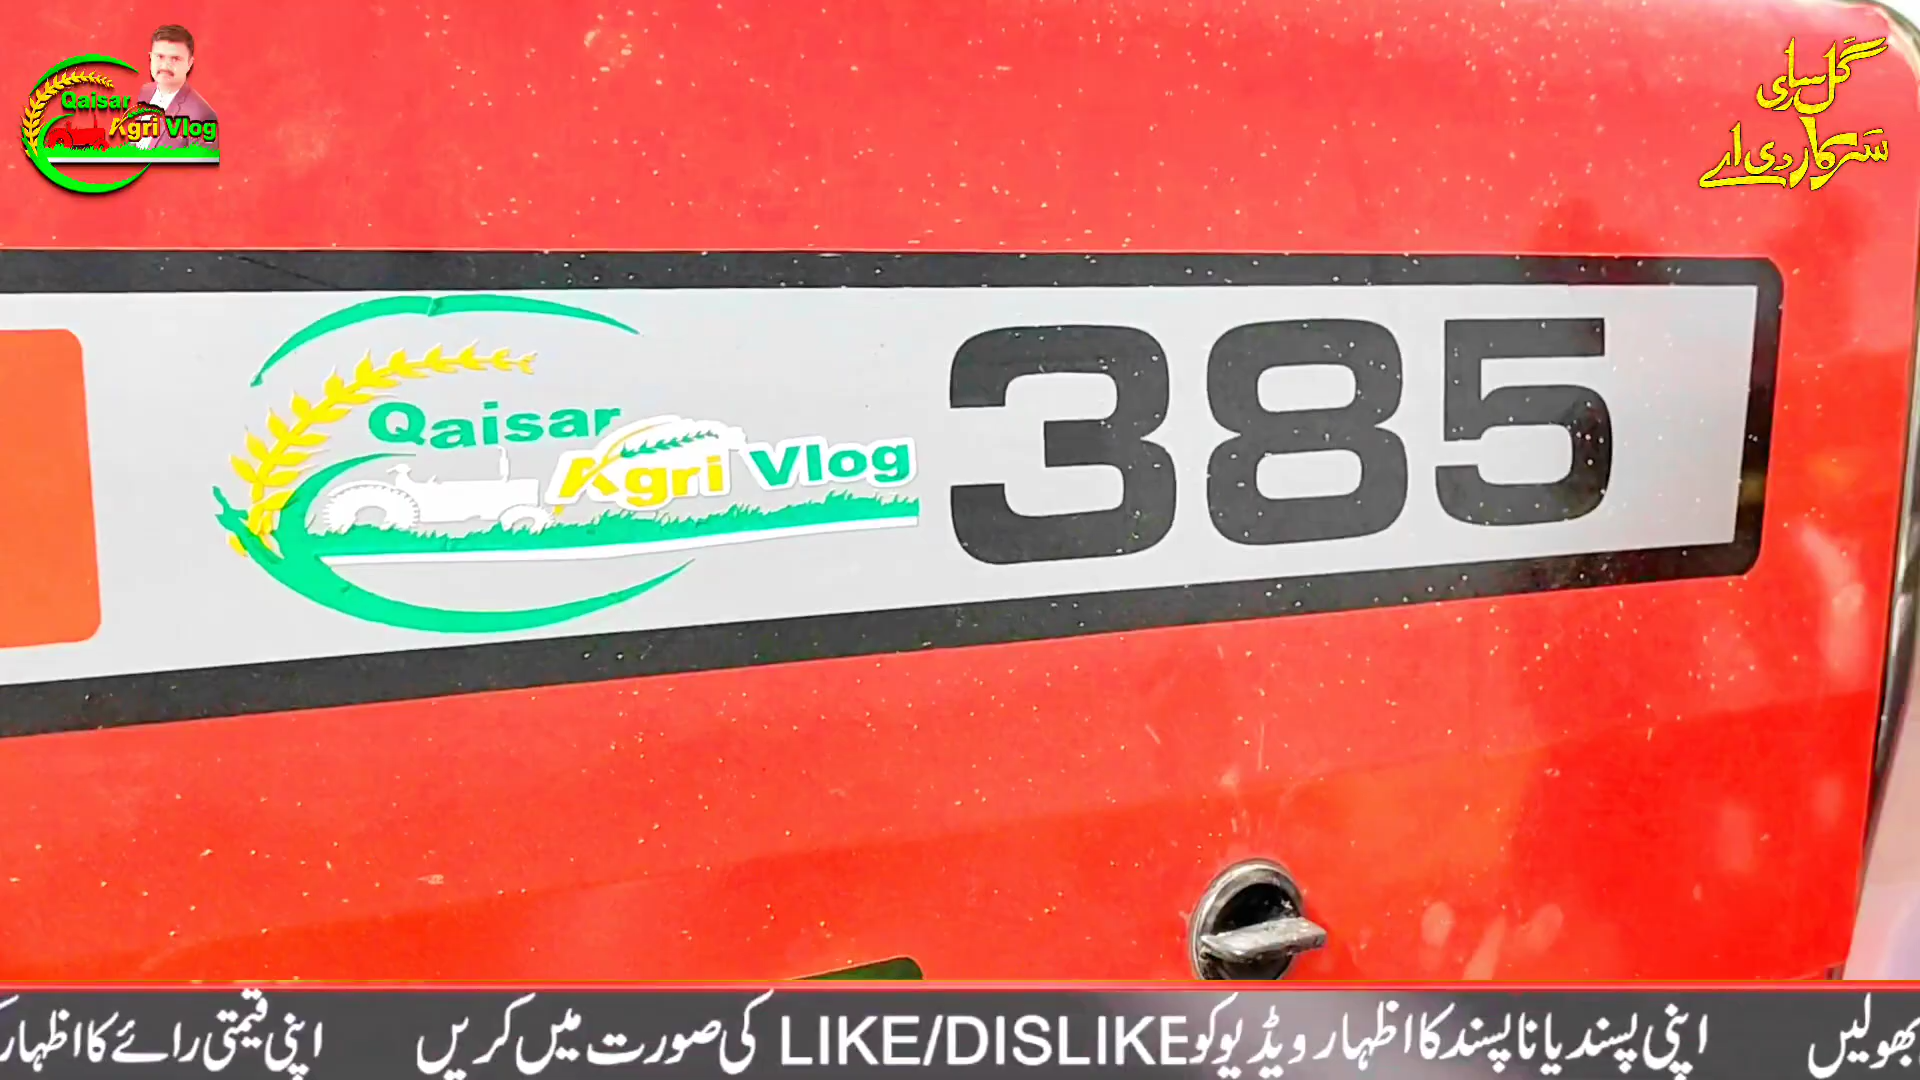 Qaisar
Agri Vlog
گل ساری
سرکار دی اے
Qaisar
Agri Vlog
385
بھولیں
اپنی پسند یا ناپسند کا اظہار ویڈیو کو LIKE/DISLIKE کی صورت میں کریں
اپنی قیمتی رائے کا اظہار